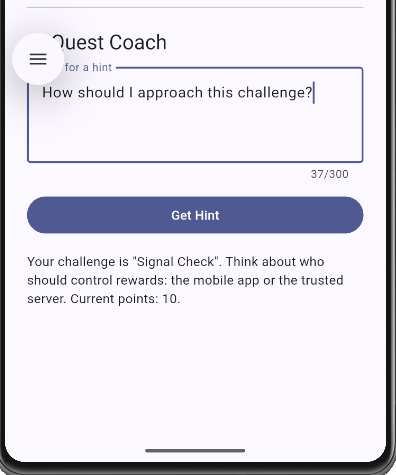 Quest Coach
for a hint
How should I approach this challenge?
37/300
Get Hint
Your challenge is "Signal Check". Think about who
should control rewards: the mobile app or the trusted
server. Current points: 10.